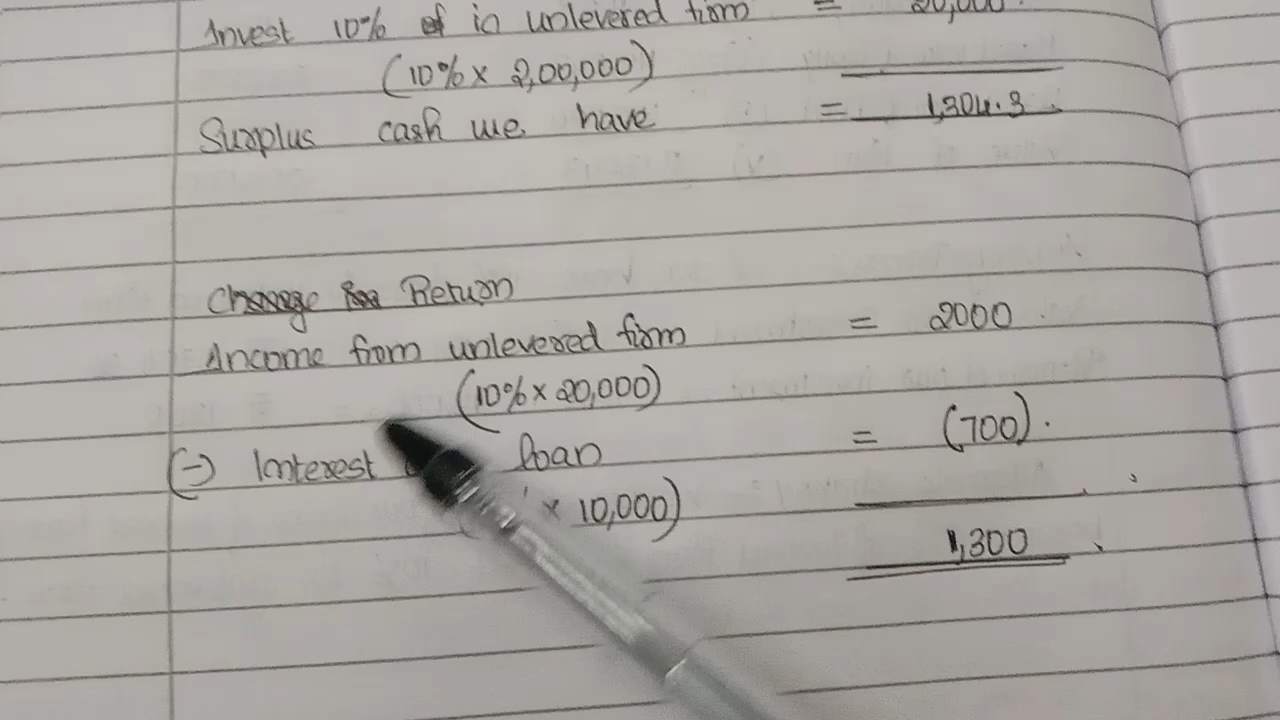 Invest 10% of in unlevered firm = 20,000.
(10% x 2,00,000)
Surplus cash we have = 1,304.3
Change Return
Income from unlevered firm = 2000
(10% x 20,000)
(-) Interest loan = (700).
x 10,000)
1,300